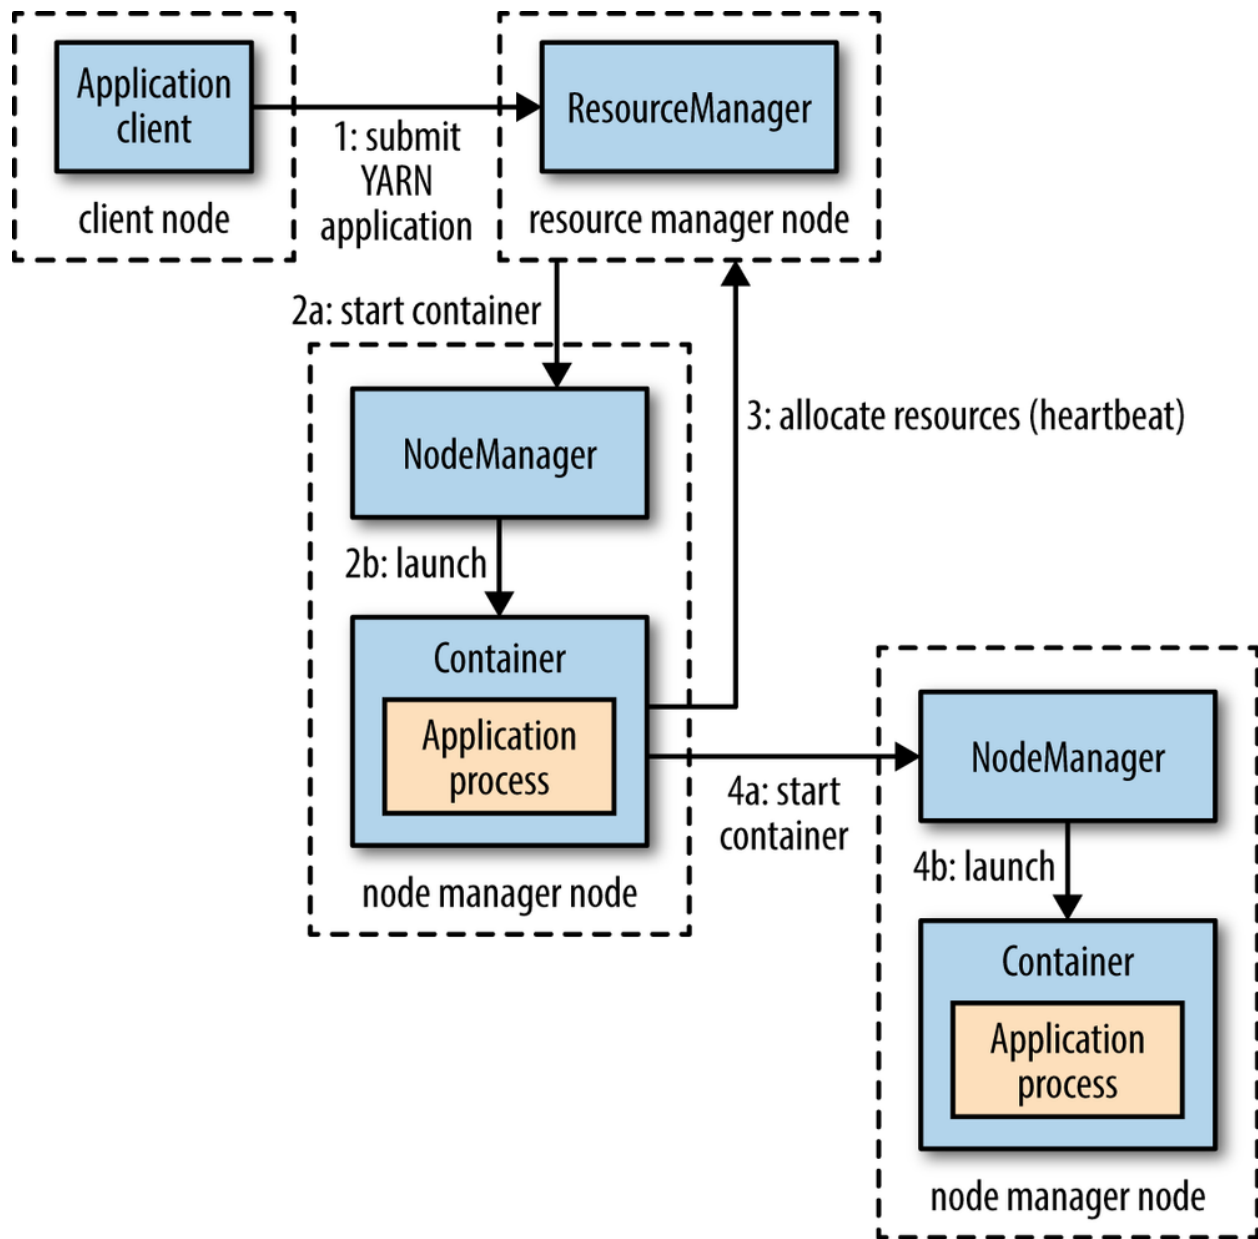 Application
client
client node
1: submit
YARN
application
ResourceManager
resource manager node
2a: start container
NodeManager
2b: launch
Container
Application
process
node manager node
3: allocate resources (heartbeat)
4a: start
container
NodeManager
4b: launch
Container
Application
process
node manager node